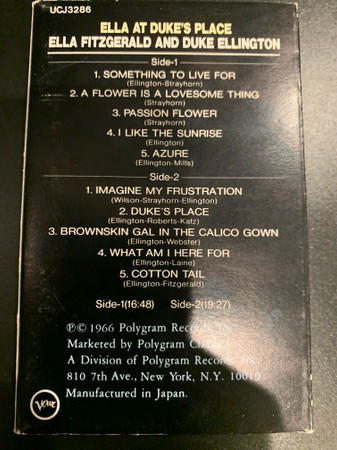 UCJ3286
ELLA AT DUKE'S PLACE
ELLA FITZGERALD AND DUKE ELLINGTON
Side-1
1. SOMETHING TO LIVE FOR
(Ellington-Strayhorn)
2. A FLOWER IS A LOVESOME THING
(Strayhorn)
3. PASSION FLOWER
(Strayhorn)
4. I LIKE THE SUNRISE
(Ellington)
5. AZURE
(Ellington-Mills)
Side-2
1. IMAGINE MY FRUSTRATION
(Wilson-Strayhorn-Ellington)
2. DUKE'S PLACE
(Ellington-Roberts-Katz)
3. BROWNSKIN GAL IN THE CALICO GOWN
(Ellington-Webster)
4. WHAT AM I HERE FOR
(Ellington-Laine)
5. COTTON TAIL
(Ellington-Fitzgerald)
Side-1(16:48) Side-2(19:27)
℗© 1966 Polygram Records, Inc.
Marketed by Polygram
A Division of Polygram Records, Inc.
810 7th Ave., New York, N.Y. 10019
Manufactured in Japan.
Verve